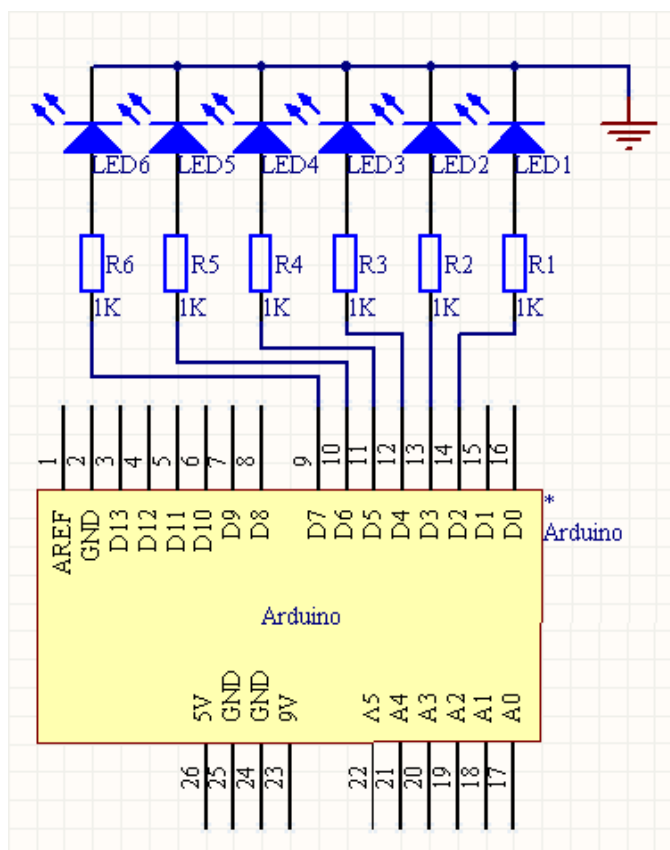 LED6 LED5 LED4 LED3 LED2 LED1
R6 R5 R4 R3 R2 R1
1K 1K 1K 1K 1K 1K
1 2 3 4 5 6 7 8 9 10 11 12 13 14 15 16
*
AREF GND D13 D12 D11 D10 D9 D8 D7 D6 D5 D4 D3 D2 D1 D0
Arduino
Arduino
5V GND GND 9V A5 A4 A3 A2 A1 A0
26 25 24 23 22 21 20 19 18 17